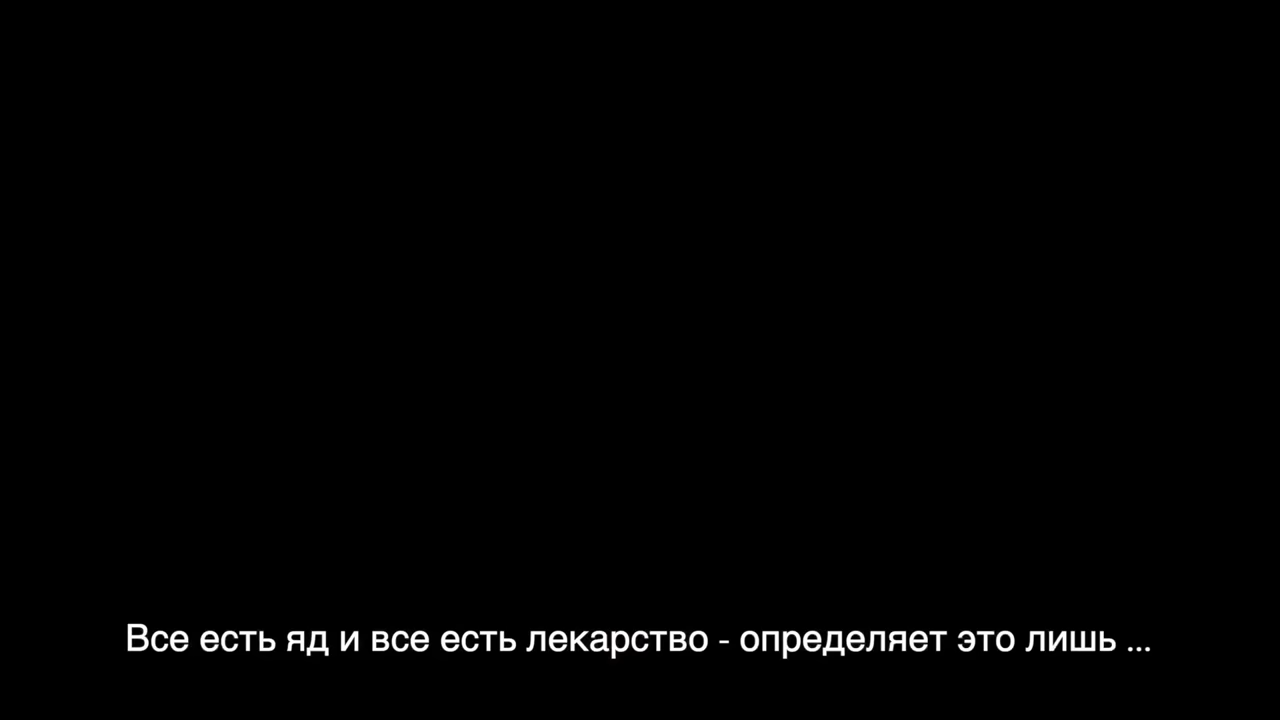 Все есть яд и все есть лекарство - определяет это лишь ...